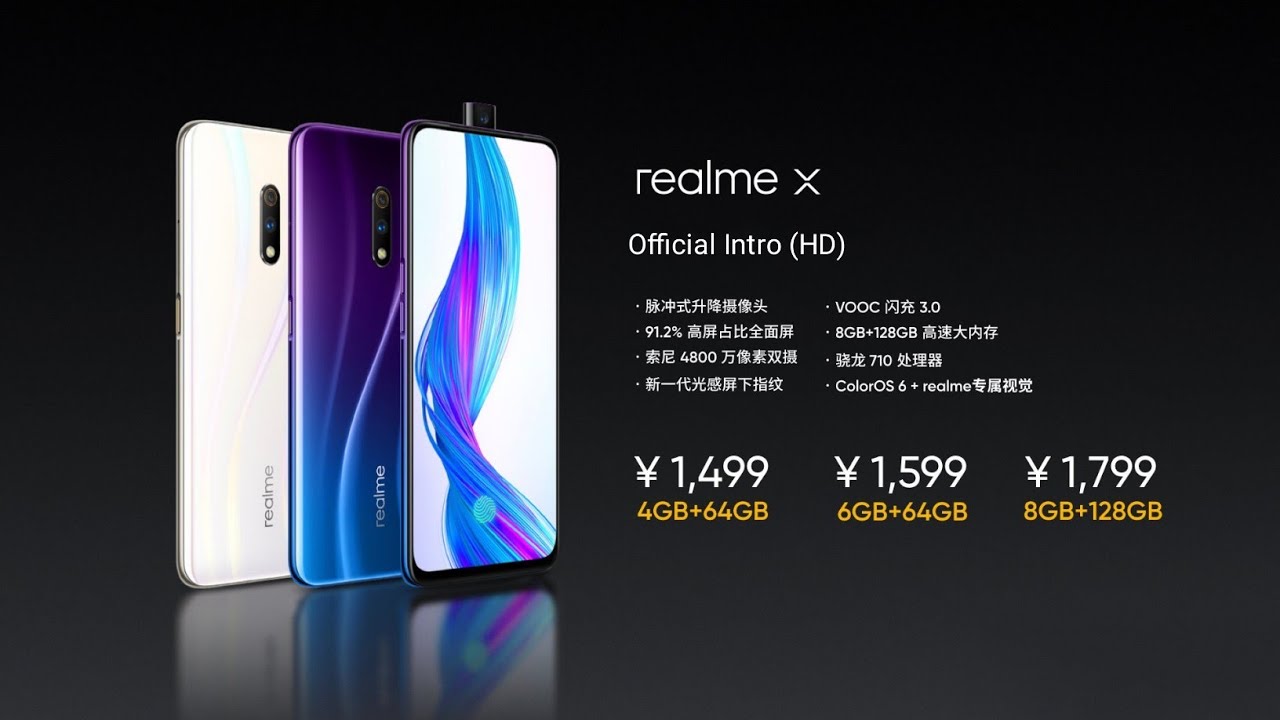 realme x
Official Intro (HD)
· 脉冲式升降摄像头
· 91.2% 高屏占比全面屏
· 索尼 4800 万像素双摄
· 新一代光感屏下指纹
· VOOC 闪充 3.0
· 8GB+128GB 高速大内存
· 骁龙 710 处理器
· ColorOS 6 + realme专属视觉
¥ 1,499
4GB+64GB
¥ 1,599
6GB+64GB
¥ 1,799
8GB+128GB
realme
realme